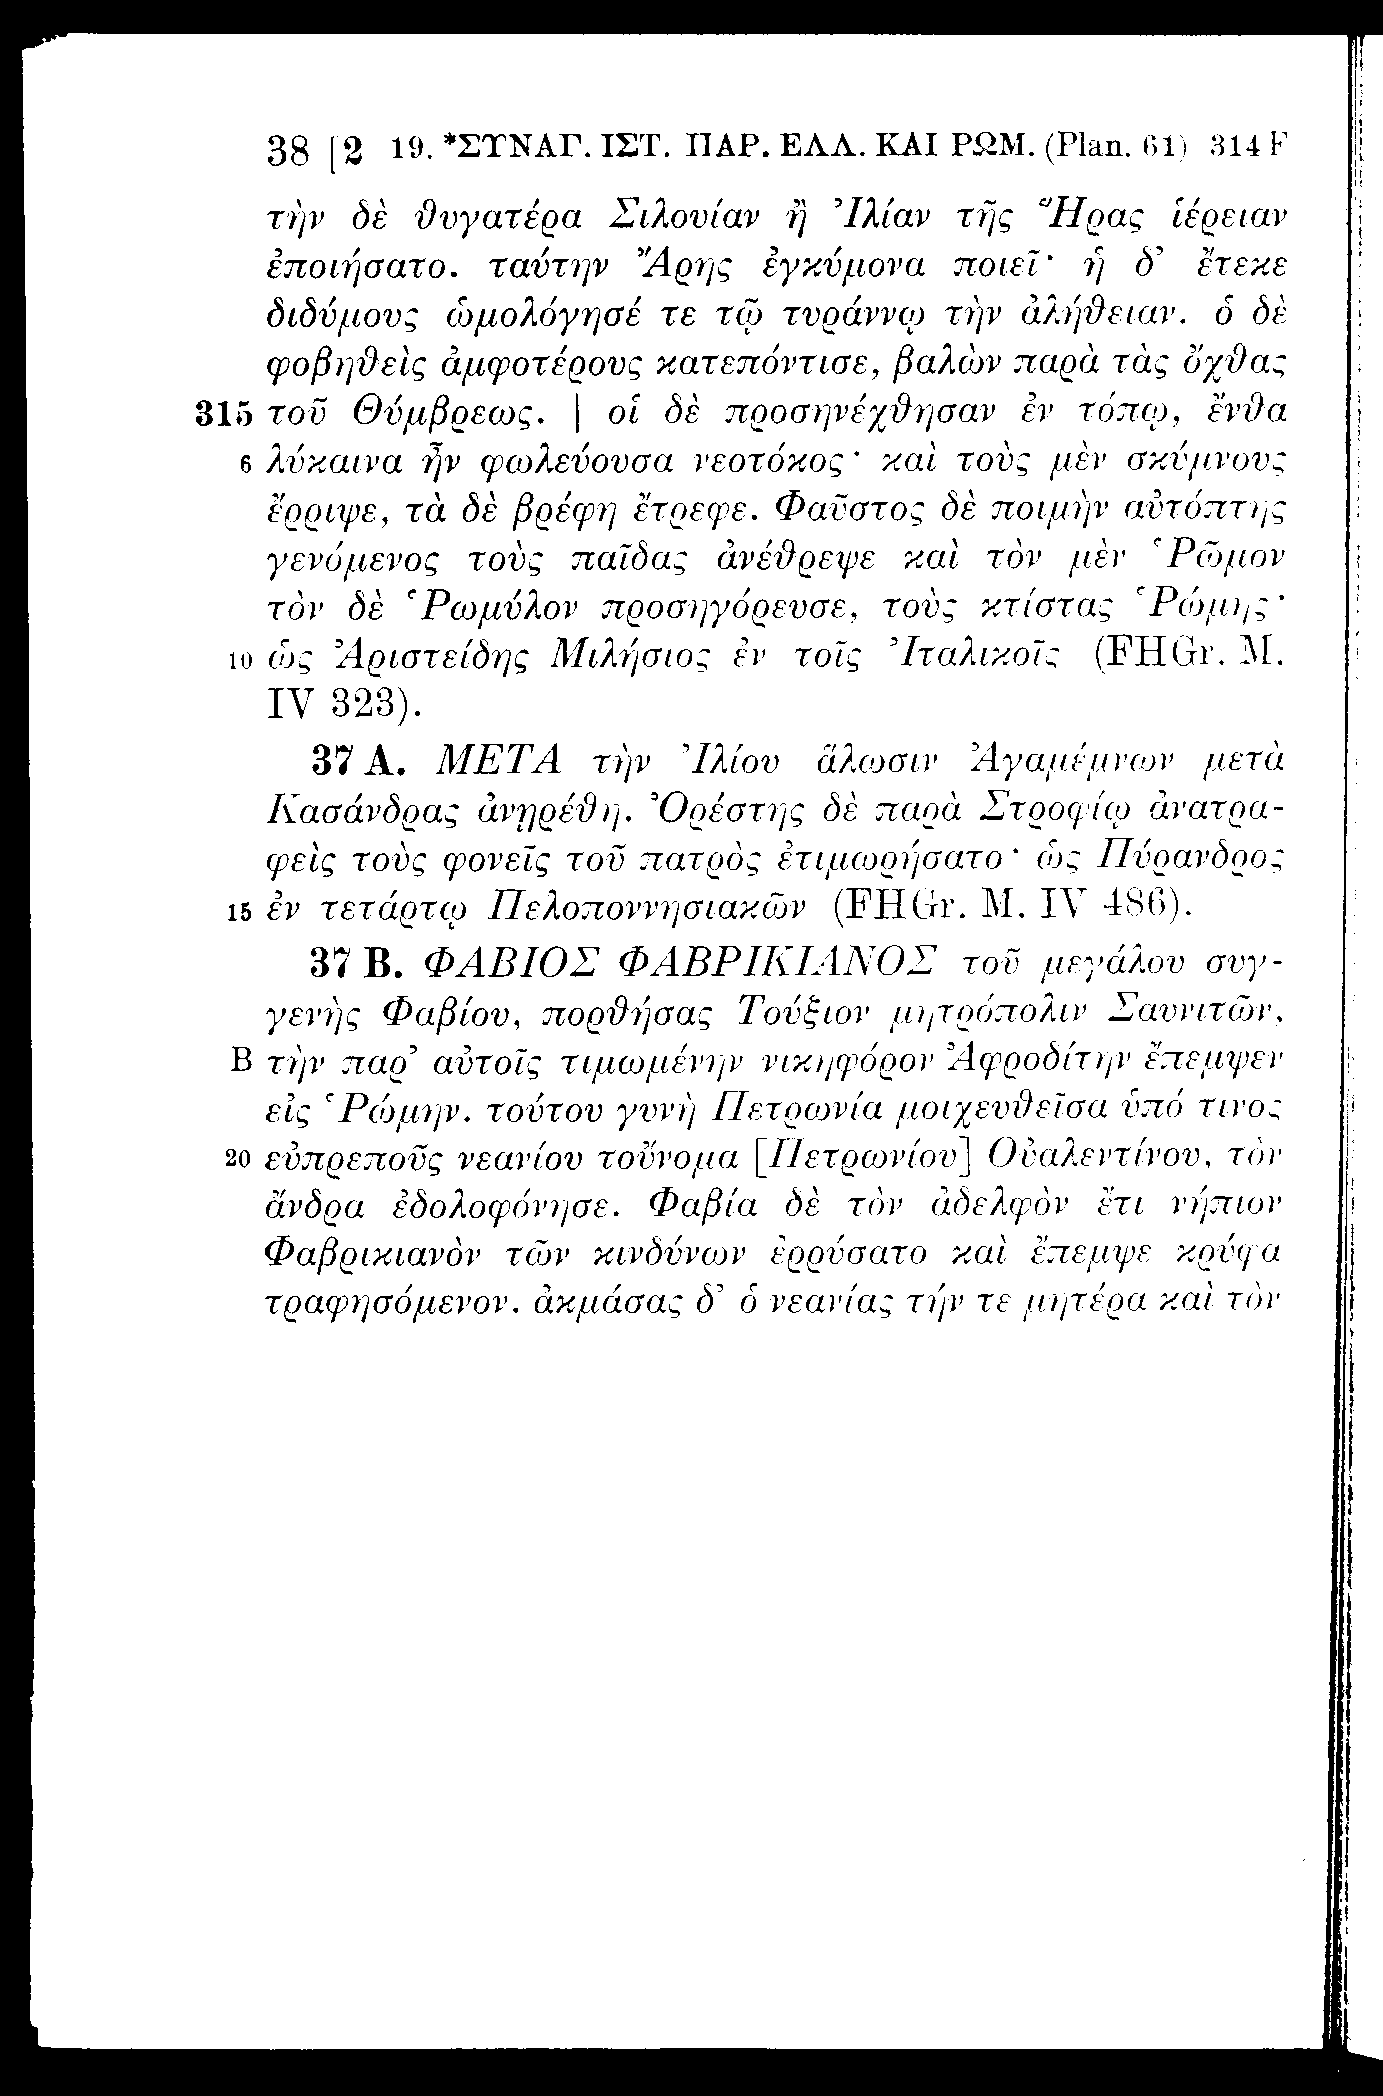 38 [2 19. *ΣΥΝΑΓ. ΙΣΤ. ΠΑΡ. ΕΛΛ. ΚΑΙ ΡΩΜ. (Plan. 61) 314 F
τὴν δὲ θυγατέρα Σιλουίαν ἢ Ἰλίαν τῆς Ἥρας ἱέρειαν
ἐποιήσατο. ταύτην Ἄρης ἐγκύμονα ποιεῖ· ἡ δ’ ἔτεκε
διδύμους ὡμολόγησέ τε τῷ τυράννῳ τὴν ἀλήθειαν. ὁ δὲ
φοβηθεὶς ἀμφοτέρους κατεπόντισε, βαλὼν παρὰ τὰς ὄχθας
315 τοῦ Θύμβρεως. | οἱ δὲ προσηνέχθησαν ἐν τόπῳ, ἔνθα
6 λύκαινα ἦν φωλεύουσα νεοτόκος· καὶ τοὺς μὲν σκύμνους
ἔρριψε, τὰ δὲ βρέφη ἔτρεφε. Φαῦστος δὲ ποιμὴν αὐτόπτης
γενόμενος τοὺς παῖδας ἀνέθρεψε καὶ τὸν μὲν Ῥῶμον
τὸν δὲ Ῥωμύλον προσηγόρευσε, τοὺς κτίστας Ῥώμης·
10 ὡς Ἀριστείδης Μιλήσιος ἐν τοῖς Ἰταλικοῖς (FHGr. M.
IV 323).
37 A. ΜΕΤΑ τὴν Ἰλίου ἅλωσιν Ἀγαμέμνων μετὰ
Κασάνδρας ἀνῃρέθη. Ὀρέστης δὲ παρὰ Στροφίῳ ἀνατρα-
φεὶς τοὺς φονεῖς τοῦ πατρὸς ἐτιμωρήσατο· ὡς Πύρανδρος
15 ἐν τετάρτῳ Πελοποννησιακῶν (FHGr. M. IV 486).
37 B. ΦΑΒΙΟΣ ΦΑΒΡΙΚΙΑΝΟΣ τοῦ μεγάλου συγ-
γενὴς Φαβίου, πορθήσας Τούξιον μητρόπολιν Σαυνιτῶν,
B τὴν παρ’ αὐτοῖς τιμωμένην νικηφόρον Ἀφροδίτην ἔπεμψεν
εἰς Ῥώμην. τούτου γυνὴ Πετρωνία μοιχευθεῖσα ὑπό τινος
20 εὐπρεποῦς νεανίου τοὔνομα [Πετρωνίου] Οὐαλεντίνου, τὸν
ἄνδρα ἐδολοφόνησε. Φαβία δὲ τὸν ἀδελφὸν ἔτι νήπιον
Φαβρικιανὸν τῶν κινδύνων ἐρρύσατο καὶ ἔπεμψε κρύφα
τραφησόμενον. ἀκμάσας δ’ ὁ νεανίας τήν τε μητέρα καὶ τὸν